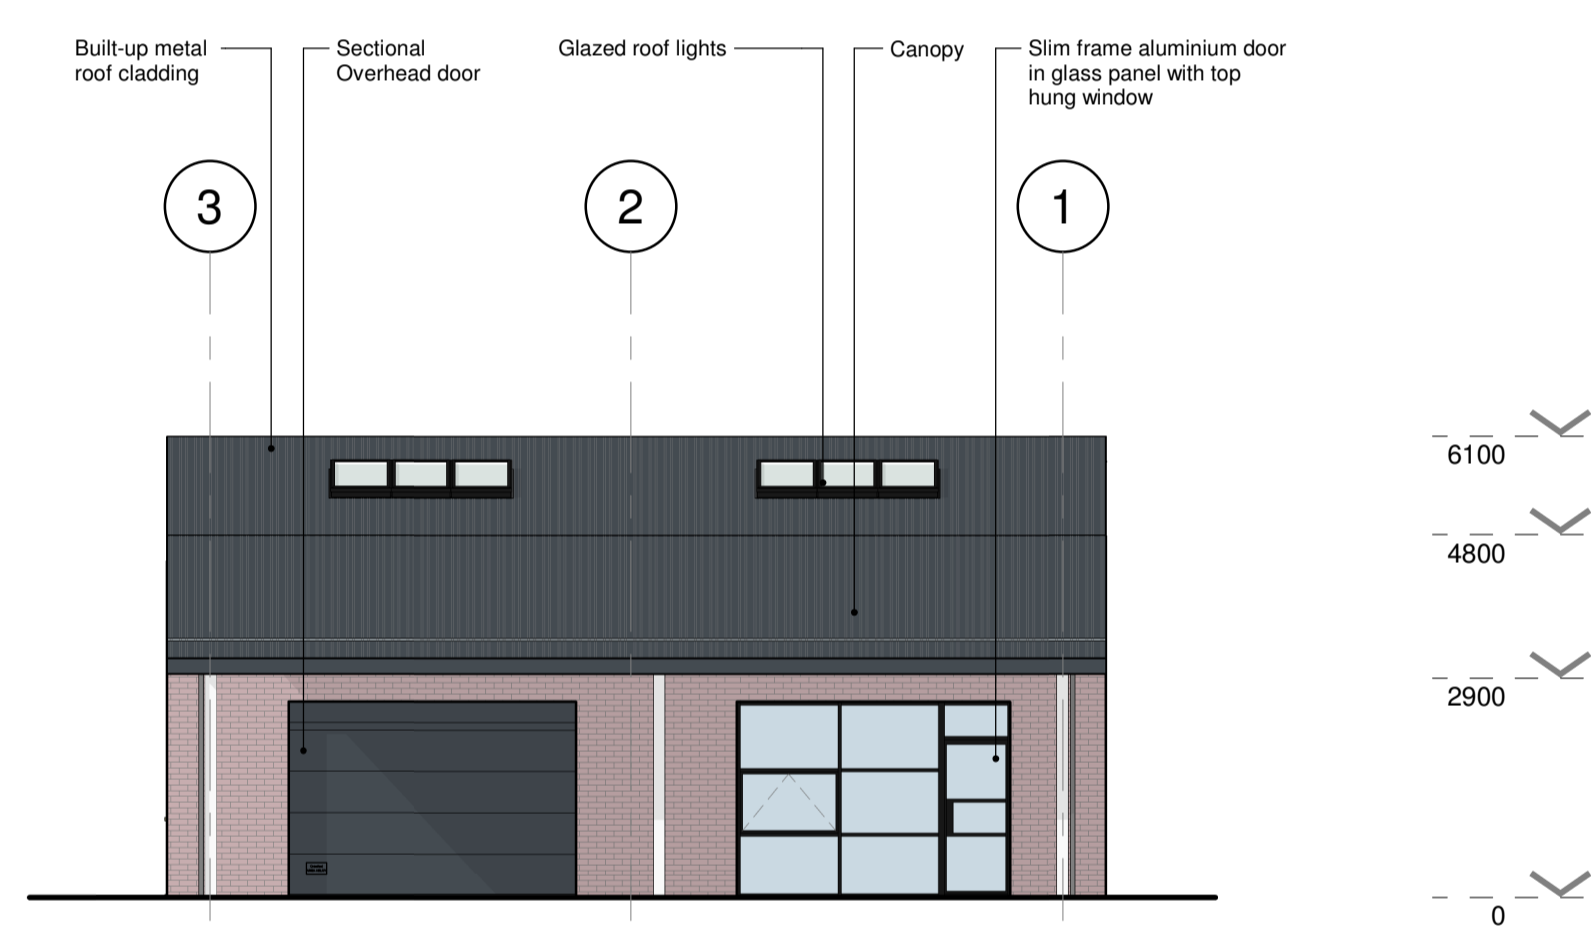 Built-up metal
roof cladding
Sectional
Overhead door
Glazed roof lights
Canopy
Slim frame aluminium door
in glass panel with top
hung window
3
2
1
6100
4800
2900
0